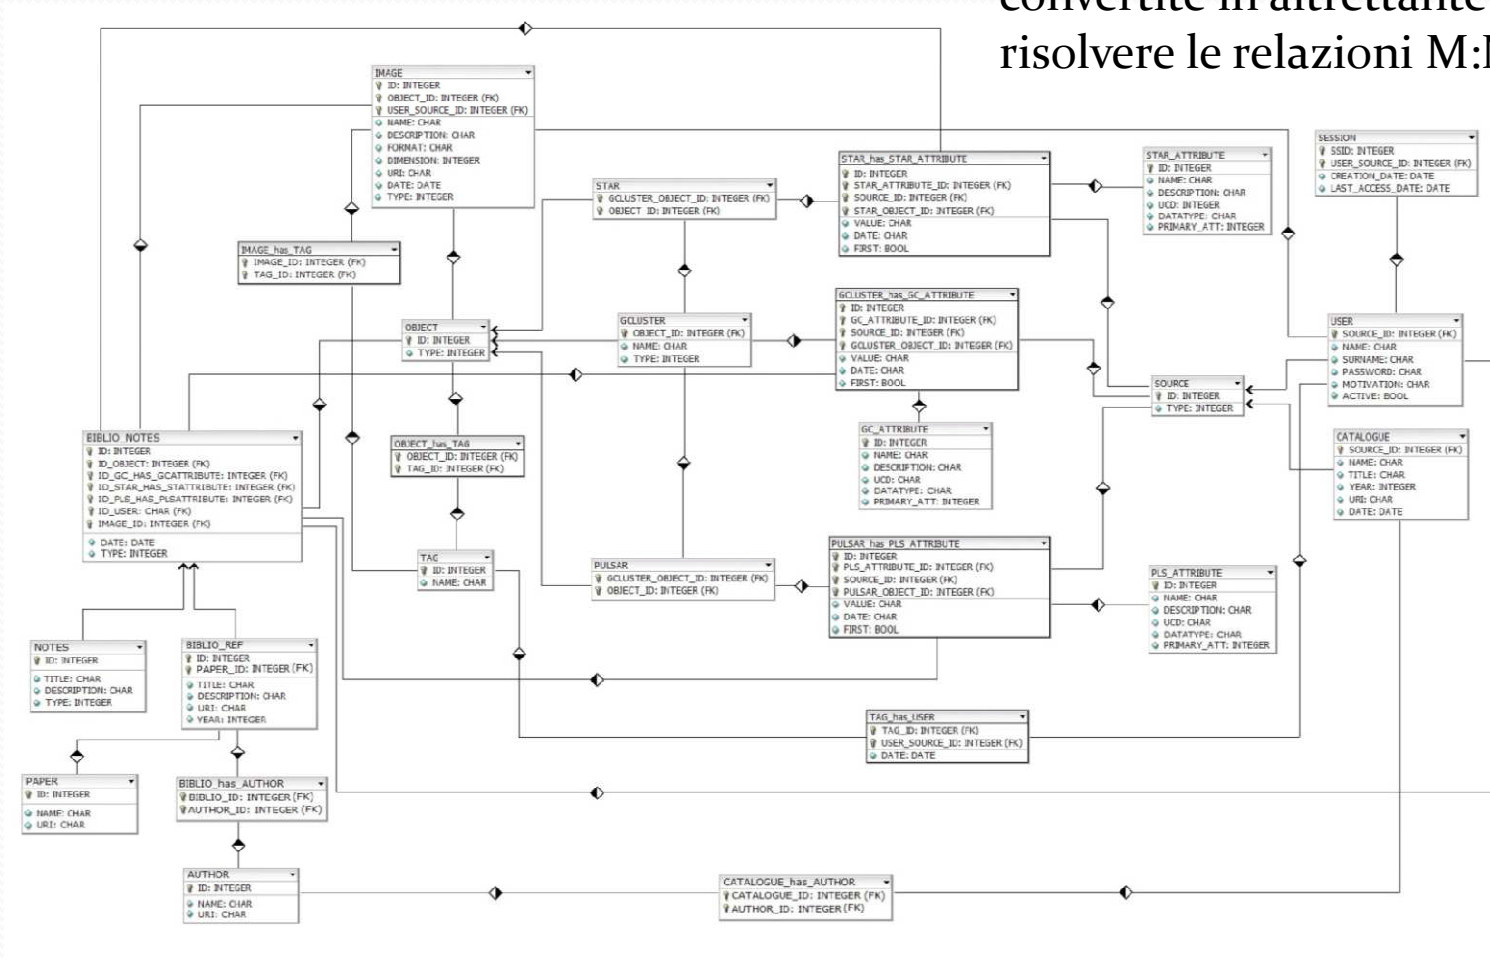 convertite in altrettante
risolvere le relazioni M:
IMAGE
ID: INTEGER
OBJECT_ID: INTEGER (FK)
USER_SOURCE_ID: INTEGER (FK)
NAME: CHAR
DESCRIPTION: CHAR
FORMAT: CHAR
DIMENSION: INTEGER
URI: CHAR
DATE: DATE
TYPE: INTEGER
IMAGE_has_TAG
IMAGE_ID: INTEGER (FK)
TAG_ID: INTEGER (FK)
STAR
GCLUSTER_OBJECT_ID: INTEGER (FK)
OBJECT_ID: INTEGER (FK)
STAR_has_STAR_ATTRIBUTE
ID: INTEGER
STAR_ATTRIBUTE_ID: INTEGER (FK)
SOURCE_ID: INTEGER (FK)
STAR_OBJECT_ID: INTEGER (FK)
VALUE: CHAR
DATE: CHAR
FIRST: BOOL
STAR_ATTRIBUTE
ID: INTEGER
NAME: CHAR
DESCRIPTION: CHAR
UCD: INTEGER
DATATYPE: CHAR
PRIMARY_ATT: INTEGER
SESSION
SSID: INTEGER
USER_SOURCE_ID: INTEGER (FK)
CREATION_DATE: DATE
LAST_ACCESS_DATE: DATE
OBJECT
ID: INTEGER
TYPE: INTEGER
GCLUSTER
OBJECT_ID: INTEGER (FK)
NAME: CHAR
TYPE: INTEGER
GCLUSTER_has_GC_ATTRIBUTE
ID: INTEGER
GC_ATTRIBUTE_ID: INTEGER (FK)
SOURCE_ID: INTEGER (FK)
GCLUSTER_OBJECT_ID: INTEGER (FK)
VALUE: CHAR
DATE: CHAR
FIRST: BOOL
USER
SOURCE_ID: INTEGER (FK)
NAME: CHAR
SURNAME: CHAR
PASSWORD: CHAR
MOTIVATION: CHAR
ACTIVE: BOOL
SOURCE
ID: INTEGER
TYPE: INTEGER
BIBLIO_NOTES
ID: INTEGER
ID_OBJECT: INTEGER (FK)
ID_GC_HAS_GCATTRIBUTE: INTEGER (FK)
ID_STAR_HAS_STATTRIBUTE: INTEGER (FK)
ID_PLS_HAS_PLSATTRIBUTE: INTEGER (FK)
ID_USER: CHAR (FK)
IMAGE_ID: INTEGER (FK)
DATE: DATE
TYPE: INTEGER
OBJECT_has_TAG
OBJECT_ID: INTEGER (FK)
TAG_ID: INTEGER (FK)
GC_ATTRIBUTE
ID: INTEGER
NAME: CHAR
DESCRIPTION: CHAR
UCD: CHAR
DATATYPE: CHAR
PRIMARY_ATT: INTEGER
CATALOGUE
SOURCE_ID: INTEGER (FK)
NAME: CHAR
TITLE: CHAR
YEAR: INTEGER
URI: CHAR
DATE: DATE
TAG
ID: INTEGER
NAME: CHAR
PULSAR
GCLUSTER_OBJECT_ID: INTEGER (FK)
OBJECT_ID: INTEGER (FK)
PULSAR_has_PLS_ATTRIBUTE
ID: INTEGER
PLS_ATTRIBUTE_ID: INTEGER (FK)
SOURCE_ID: INTEGER (FK)
PULSAR_OBJECT_ID: INTEGER (FK)
VALUE: CHAR
DATE: CHAR
FIRST: BOOL
PLS_ATTRIBUTE
ID: INTEGER
NAME: CHAR
DESCRIPTION: CHAR
UCD: CHAR
DATATYPE: CHAR
PRIMARY_ATT: INTEGER
NOTES
ID: INTEGER
TITLE: CHAR
DESCRIPTION: CHAR
TYPE: INTEGER
BIBLIO_REF
ID: INTEGER
PAPER_ID: INTEGER (FK)
TITLE: CHAR
DESCRIPTION: CHAR
URI: CHAR
YEAR: INTEGER
TAG_has_USER
TAG_ID: INTEGER (FK)
USER_SOURCE_ID: INTEGER (FK)
DATE: DATE
PAPER
ID: INTEGER
NAME: CHAR
URI: CHAR
BIBLIO_has_AUTHOR
BIBLIO_ID: INTEGER (FK)
AUTHOR_ID: INTEGER (FK)
AUTHOR
ID: INTEGER
NAME: CHAR
URI: CHAR
CATALOGUE_has_AUTHOR
CATALOGUE_ID: INTEGER (FK)
AUTHOR_ID: INTEGER(FK)